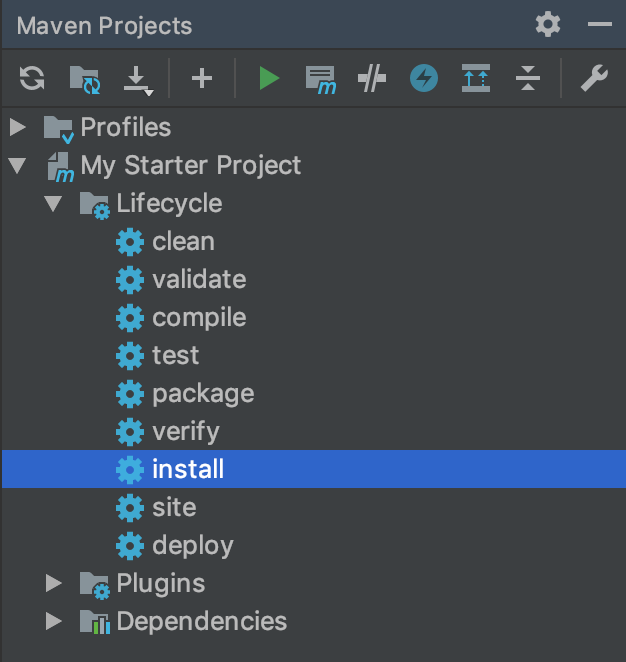 Maven Projects
Profiles
My Starter Project
Lifecycle
clean
validate
compile
test
package
verify
install
site
deploy
Plugins
Dependencies